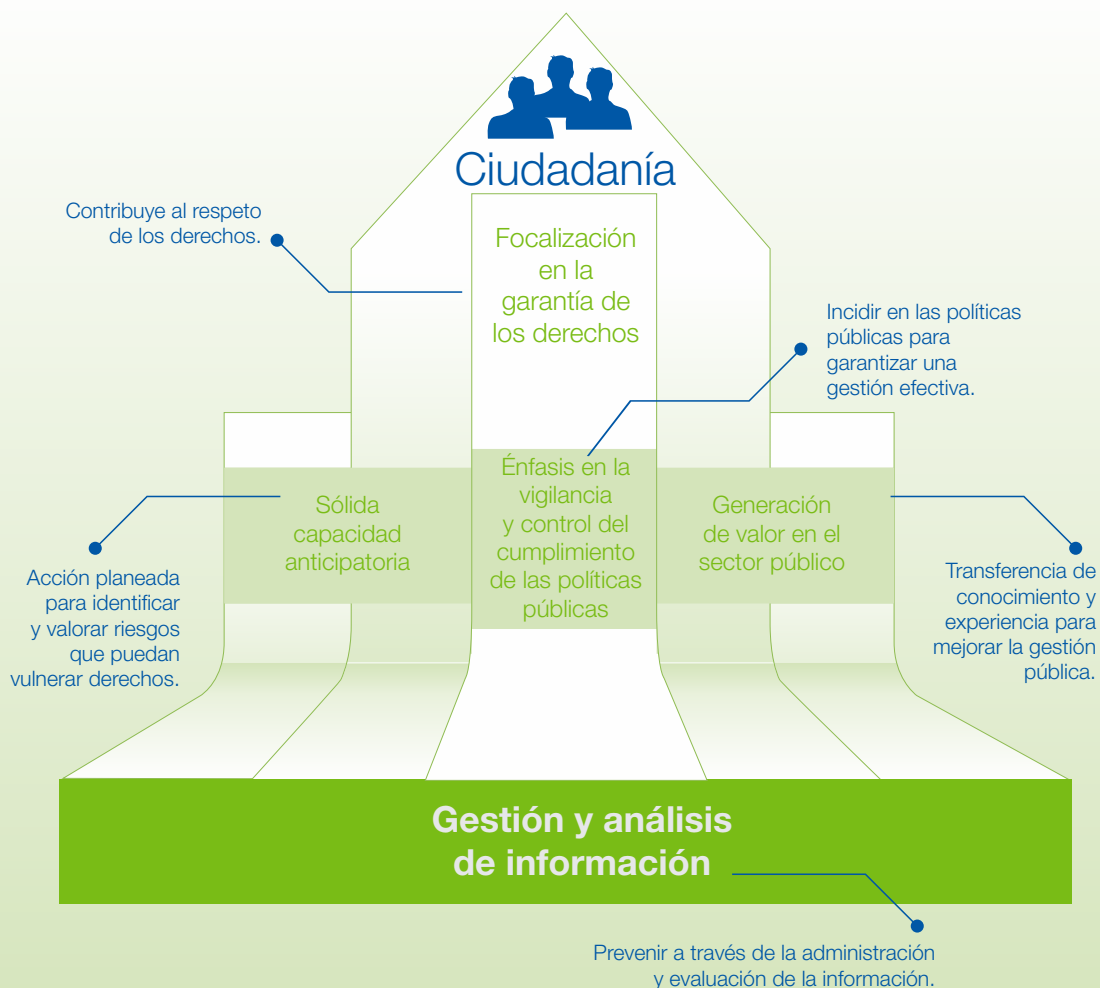 Ciudadanía
Contribuye al respeto
de los derechos.
Focalización
en la
garantía de
los derechos
Incidir en las políticas
públicas para
garantizar una
gestión efectiva.
Sólida
capacidad
anticipatoria
Énfasis en la
vigilancia
y control del
cumplimiento
de las políticas
públicas
Generación
de valor en el
sector público
Acción planeada
para identificar
y valorar riesgos
que puedan
vulnerar derechos.
Transferencia de
conocimiento y
experiencia para
mejorar la gestión
pública.
Gestión y análisis
de información
Prevenir a través de la administración
y evaluación de la información.